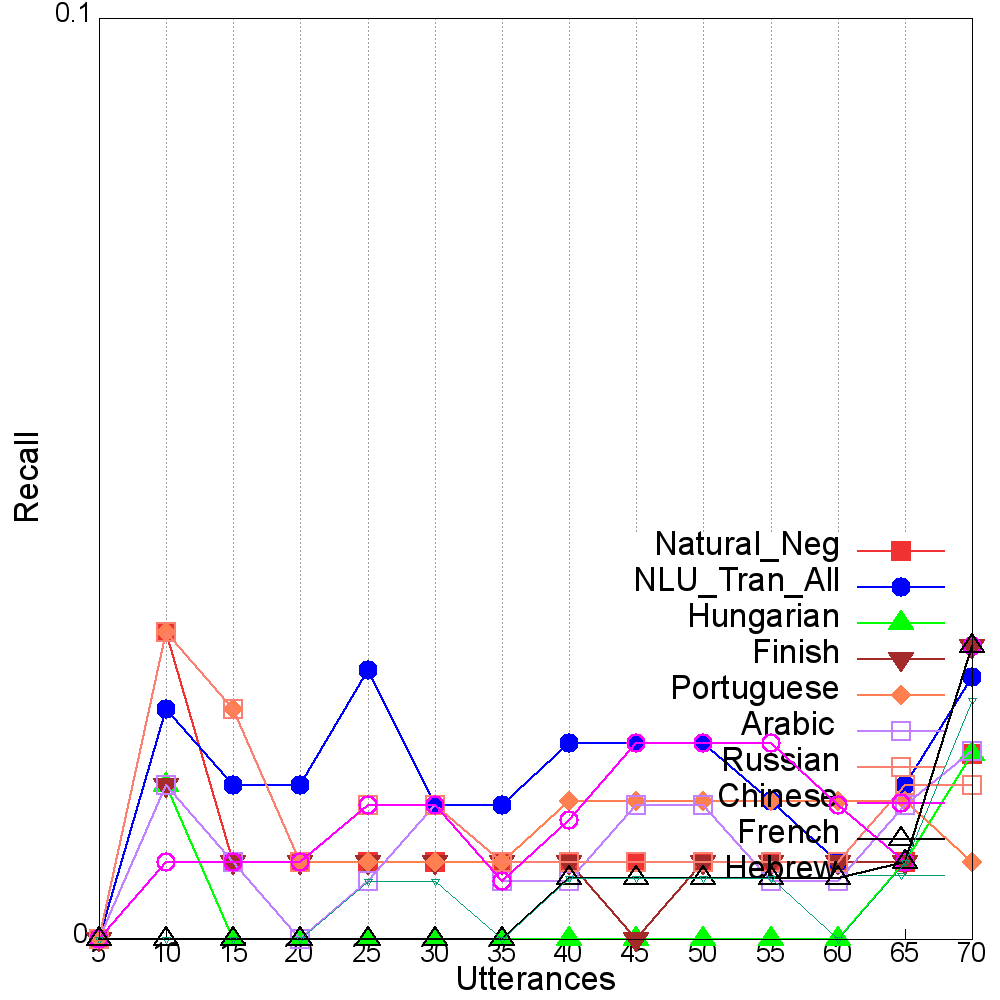 0.1
Recall
Natural_Neg
NLU_Tran_All
Hungarian
Finish
Portuguese
Arabic
Russian
Chinese
French
Hebrew
0
5 10 15 20 25 30 35 40 45 50 55 60 65 70
Utterances